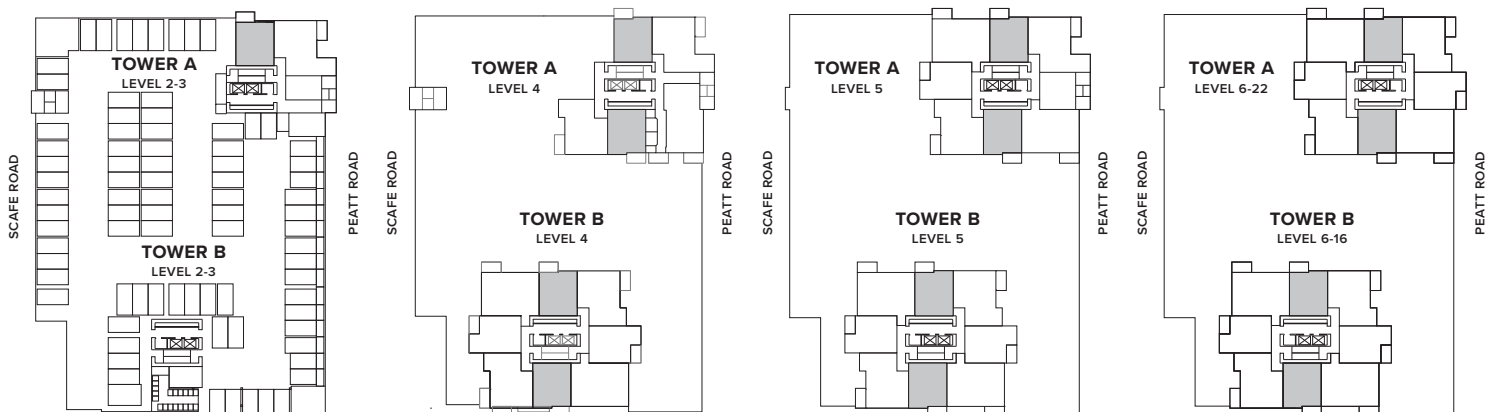 TOWER A
LEVEL 2-3
TOWER B
LEVEL 2-3
SCAFE ROAD
PEATT ROAD
TOWER A
LEVEL 4
TOWER B
LEVEL 4
SCAFE ROAD
PEATT ROAD
TOWER A
LEVEL 5
TOWER B
LEVEL 5
SCAFE ROAD
PEATT ROAD
TOWER A
LEVEL 6-22
TOWER B
LEVEL 6-16
SCAFE ROAD
PEATT ROAD